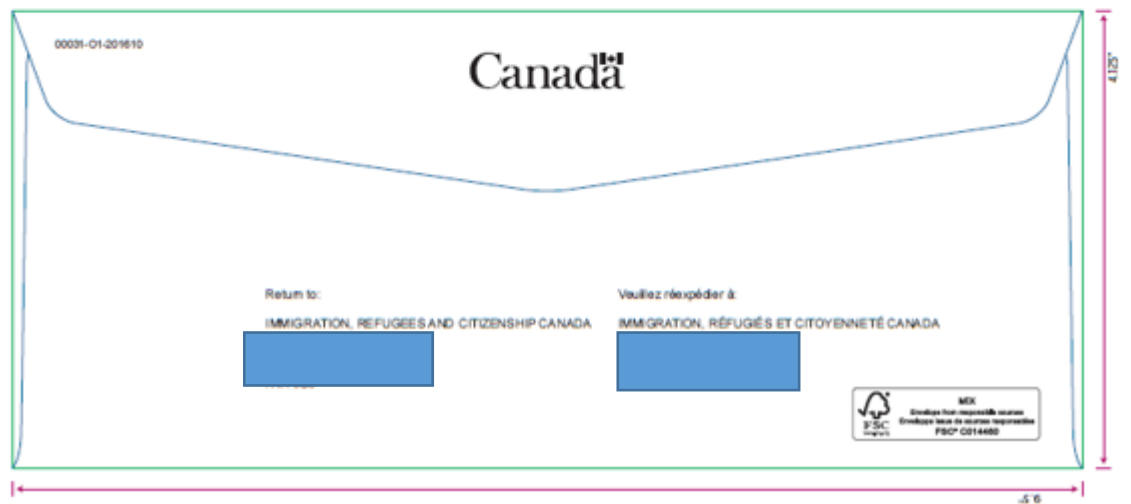 00031-O1-201610
Canada
4.125"
Return to:
IMMIGRATION, REFUGEES AND CITIZENSHIP CANADA
Veuillez réexpédier à:
IMMIGRATION, RÉFUGIÉS ET CITOYENNETÉ CANADA
FSC
MIX
Envelope from responsible sources
Enveloppe issue de sources responsables
FSC® C014460
9.5"